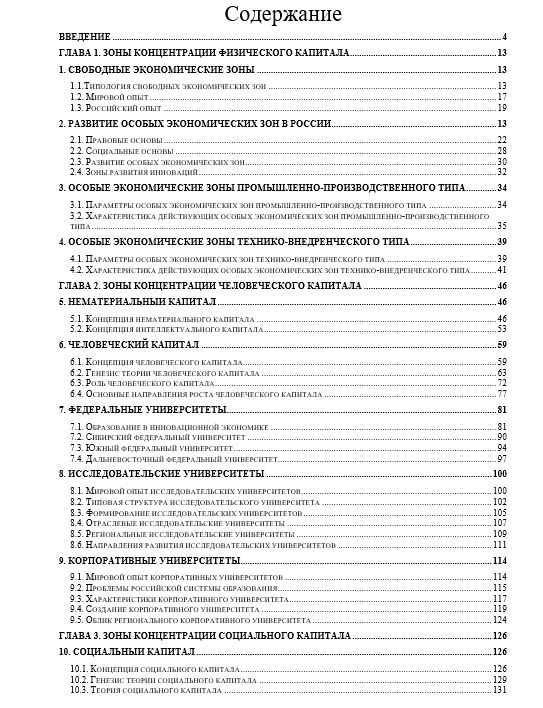 Содержание
ВВЕДЕНИЕ 4
ГЛАВА 1. ЗОНЫ КОНЦЕНТРАЦИИ ФИЗИЧЕСКОГО КАПИТАЛА 13
1. СВОБОДНЫЕ ЭКОНОМИЧЕСКИЕ ЗОНЫ 13
1.1.Типология свободных экономических зон 13
1.2. Мировой опыт 17
1.3. Российский опыт 19
2. РАЗВИТИЕ ОСОБЫХ ЭКОНОМИЧЕСКИХ ЗОН В РОССИИ 13
2.1. Правовые основы 22
2.2. Социальные основы 28
2.3. Развитие особых экономических зон 30
2.4. Зоны развития инноваций 32
3. ОСОБЫЕ ЭКОНОМИЧЕСКИЕ ЗОНЫ ПРОМЫШЛЕННО-ПРОИЗВОДСТВЕННОГО ТИПА 34
3.1. Параметры особых экономических зон промышленно-производственного типа 34
3.2. Характеристика действующих особых экономических зон промышленно-производственного
типа 35
4. ОСОБЫЕ ЭКОНОМИЧЕСКИЕ ЗОНЫ ТЕХНИКО-ВНЕДРЕНЧЕСКОГО ТИПА 39
4.1. Параметры особых экономических зон технико-внедренческого типа 39
4.2. Характеристика действующих особых экономических зон технико-внедренческого типа 41
ГЛАВА 2. ЗОНЫ КОНЦЕНТРАЦИИ ЧЕЛОВЕЧЕСКОГО КАПИТАЛА 46
5. НЕМАТЕРИАЛЬНЫЙ КАПИТАЛ 46
5.1. Концепция нематериального капитала 46
5.2. Концепция интеллектуального капитала 53
6. ЧЕЛОВЕЧЕСКИЙ КАПИТАЛ 59
6.1. Концепция человеческого капитала 59
6.2. Генезис теории человеческого капитала 63
6.3. Роль человеческого капитала 72
6.4. Основные направления роста человеческого капитала 77
7. ФЕДЕРАЛЬНЫЕ УНИВЕРСИТЕТЫ 81
7.1. Образование в инновационной экономике 81
7.2. Сибирский федеральный университет 90
7.3. Южный федеральный университет 94
7.4. Дальневосточный федеральный университет 97
8. ИССЛЕДОВАТЕЛЬСКИЕ УНИВЕРСИТЕТЫ 100
8.1. Мировой опыт исследовательских университетов 100
8.2. Типовая структура исследовательского университета 102
8.3. Формирование исследовательских университетов 105
8.4. Отраслевые исследовательские университеты 107
8.5. Региональные исследовательские университеты 109
8.6. Направления развития исследовательских университетов 111
9. КОРПОРАТИВНЫЕ УНИВЕРСИТЕТЫ 114
9.1. Мировой опыт корпоративных университетов 114
9.2. Проблемы российской системы образования 115
9.3. Характеристики корпоративного университета 117
9.4. Создание корпоративного университета 119
9.5. Облик регионального корпоративного университета 124
ГЛАВА 3. ЗОНЫ КОНЦЕНТРАЦИИ СОЦИАЛЬНОГО КАПИТАЛА 126
10. СОЦИАЛЬНЫЙ КАПИТАЛ 126
10.1. Концепция социального капитала 126
10.2. Генезис теории социального капитала 129
10.3. Теория социального капитала 131